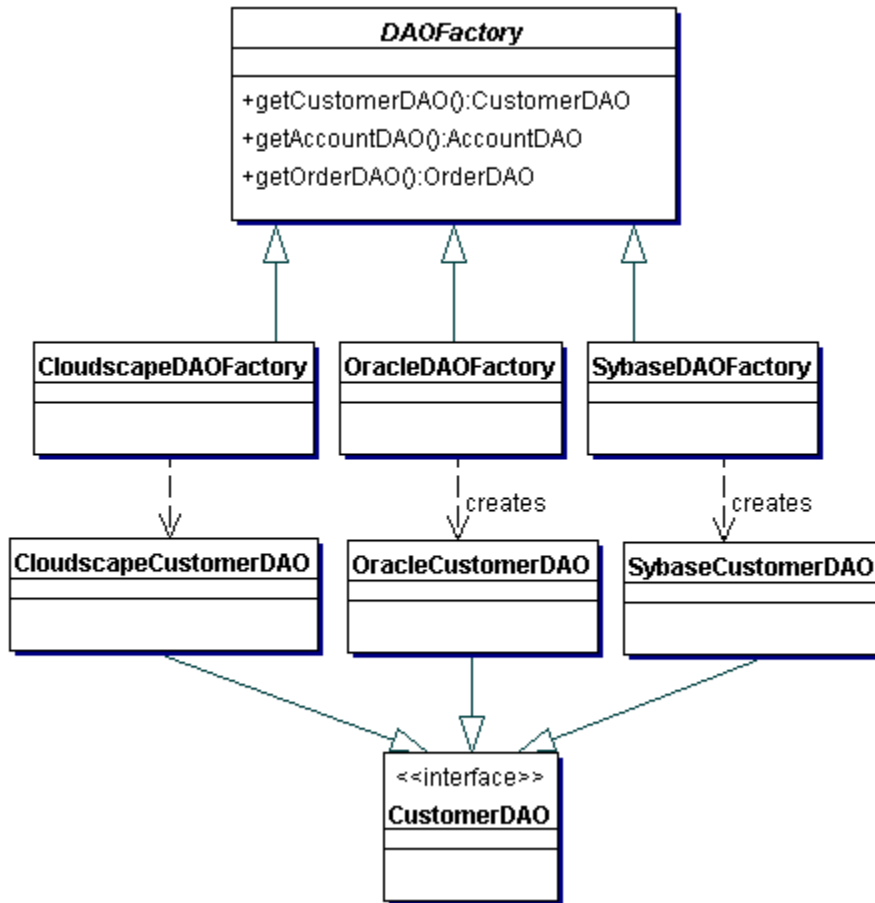 DAOFactory
+getCustomerDAO():CustomerDAO
+getAccountDAO():AccountDAO
+getOrderDAO():OrderDAO
CloudscapeDAOFactory
OracleDAOFactory
SybaseDAOFactory
creates
creates
CloudscapeCustomerDAO
OracleCustomerDAO
SybaseCustomerDAO
<<interface>>
CustomerDAO